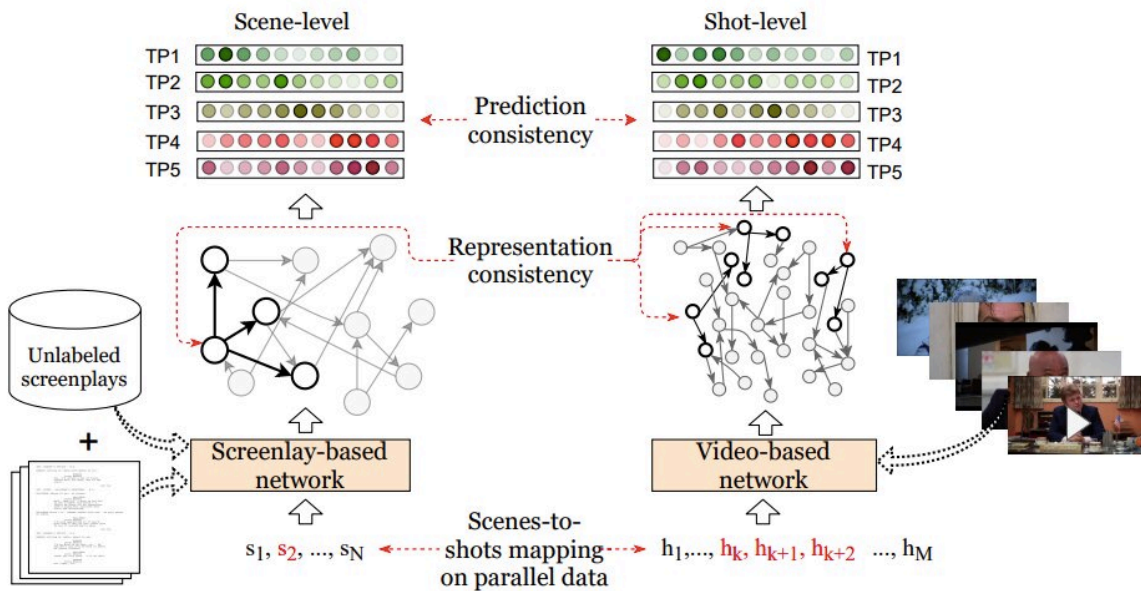 Scene-level
Shot-level
TP1
TP2
TP3
TP4
TP5
TP1
TP2
TP3
TP4
TP5
Prediction
consistency
Representation
consistency
Unlabeled
screenplays
+
Screenlay-based
network
Video-based
network
s1, s2, ..., sN
Scenes-to-
shots mapping
on parallel data
h1,..., hk, hk+1, hk+2 ..., hM